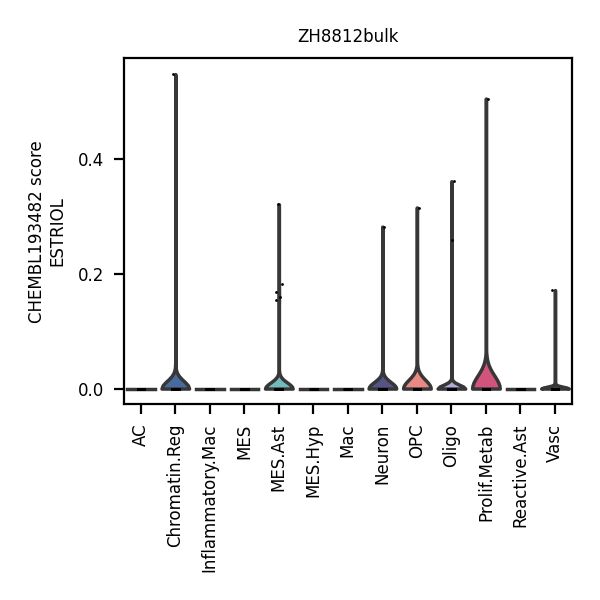 ZH8812bulk
CHEMBL193482 score
ESTRIOL
0.4
0.2
0.0
AC
Chromatin.Reg
Inflammatory.Mac
MES
MES.Ast
MES.Hyp
Mac
Neuron
OPC
Oligo
Prolif.Metab
Reactive.Ast
Vasc